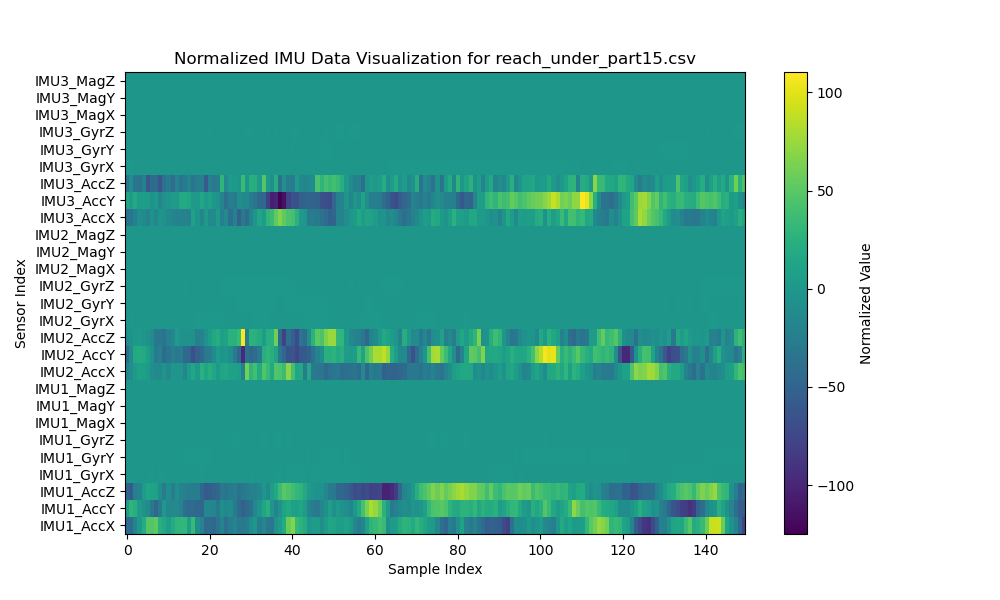 Normalized IMU Data Visualization for reach_under_part15.csv
IMU3_MagZ
IMU3_MagY
IMU3_MagX
IMU3_GyrZ
IMU3_GyrY
IMU3_GyrX
IMU3_AccZ
IMU3_AccY
IMU3_AccX
IMU2_MagZ
IMU2_MagY
IMU2_MagX
IMU2_GyrZ
IMU2_GyrY
IMU2_GyrX
IMU2_AccZ
IMU2_AccY
IMU2_AccX
IMU1_MagZ
IMU1_MagY
IMU1_MagX
IMU1_GyrZ
IMU1_GyrY
IMU1_GyrX
IMU1_AccZ
IMU1_AccY
IMU1_AccX
Sensor Index
0 20 40 60 80 100 120 140
Sample Index
100
50
0
−50
−100
Normalized Value